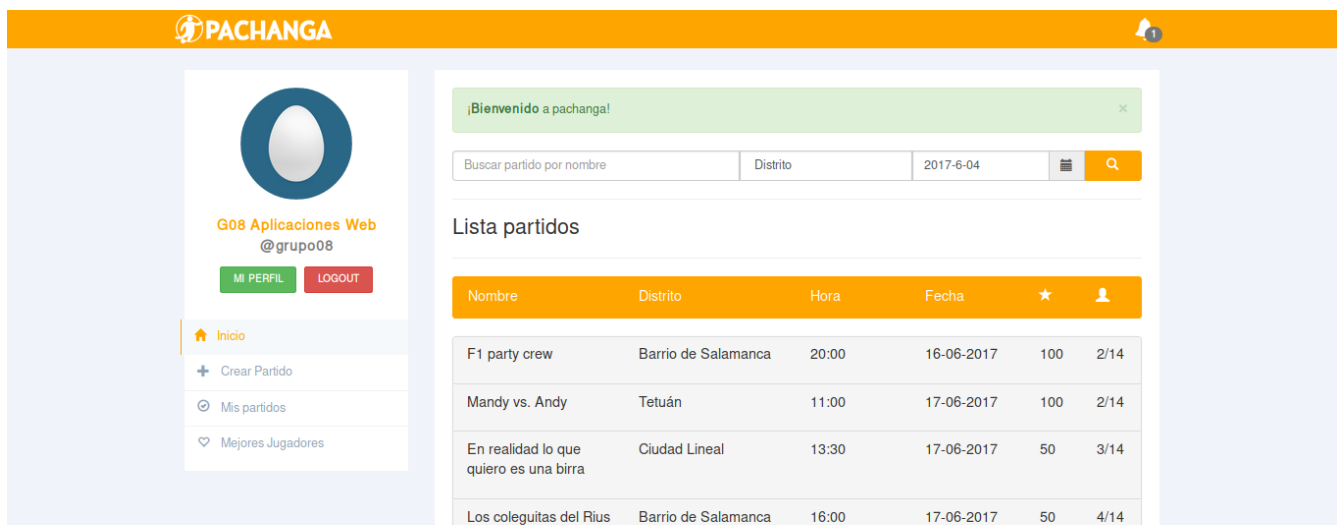 PACHANGA
1
G08 Aplicaciones Web
@grupo08
MI PERFIL LOGOUT
Inicio
Crear Partido
Mis partidos
Mejores Jugadores
¡Bienvenido a pachanga! ×
Buscar partido por nombre Distrito 2017-6-04
Lista partidos
Nombre Distrito Hora Fecha
F1 party crew Barrio de Salamanca 20:00 16-06-2017 100 2/14
Mandy vs. Andy Tetuán 11:00 17-06-2017 100 2/14
En realidad lo que Ciudad Lineal 13:30 17-06-2017 50 3/14
quiero es una birra
Los coleguitas del Rius Barrio de Salamanca 16:00 17-06-2017 50 4/14